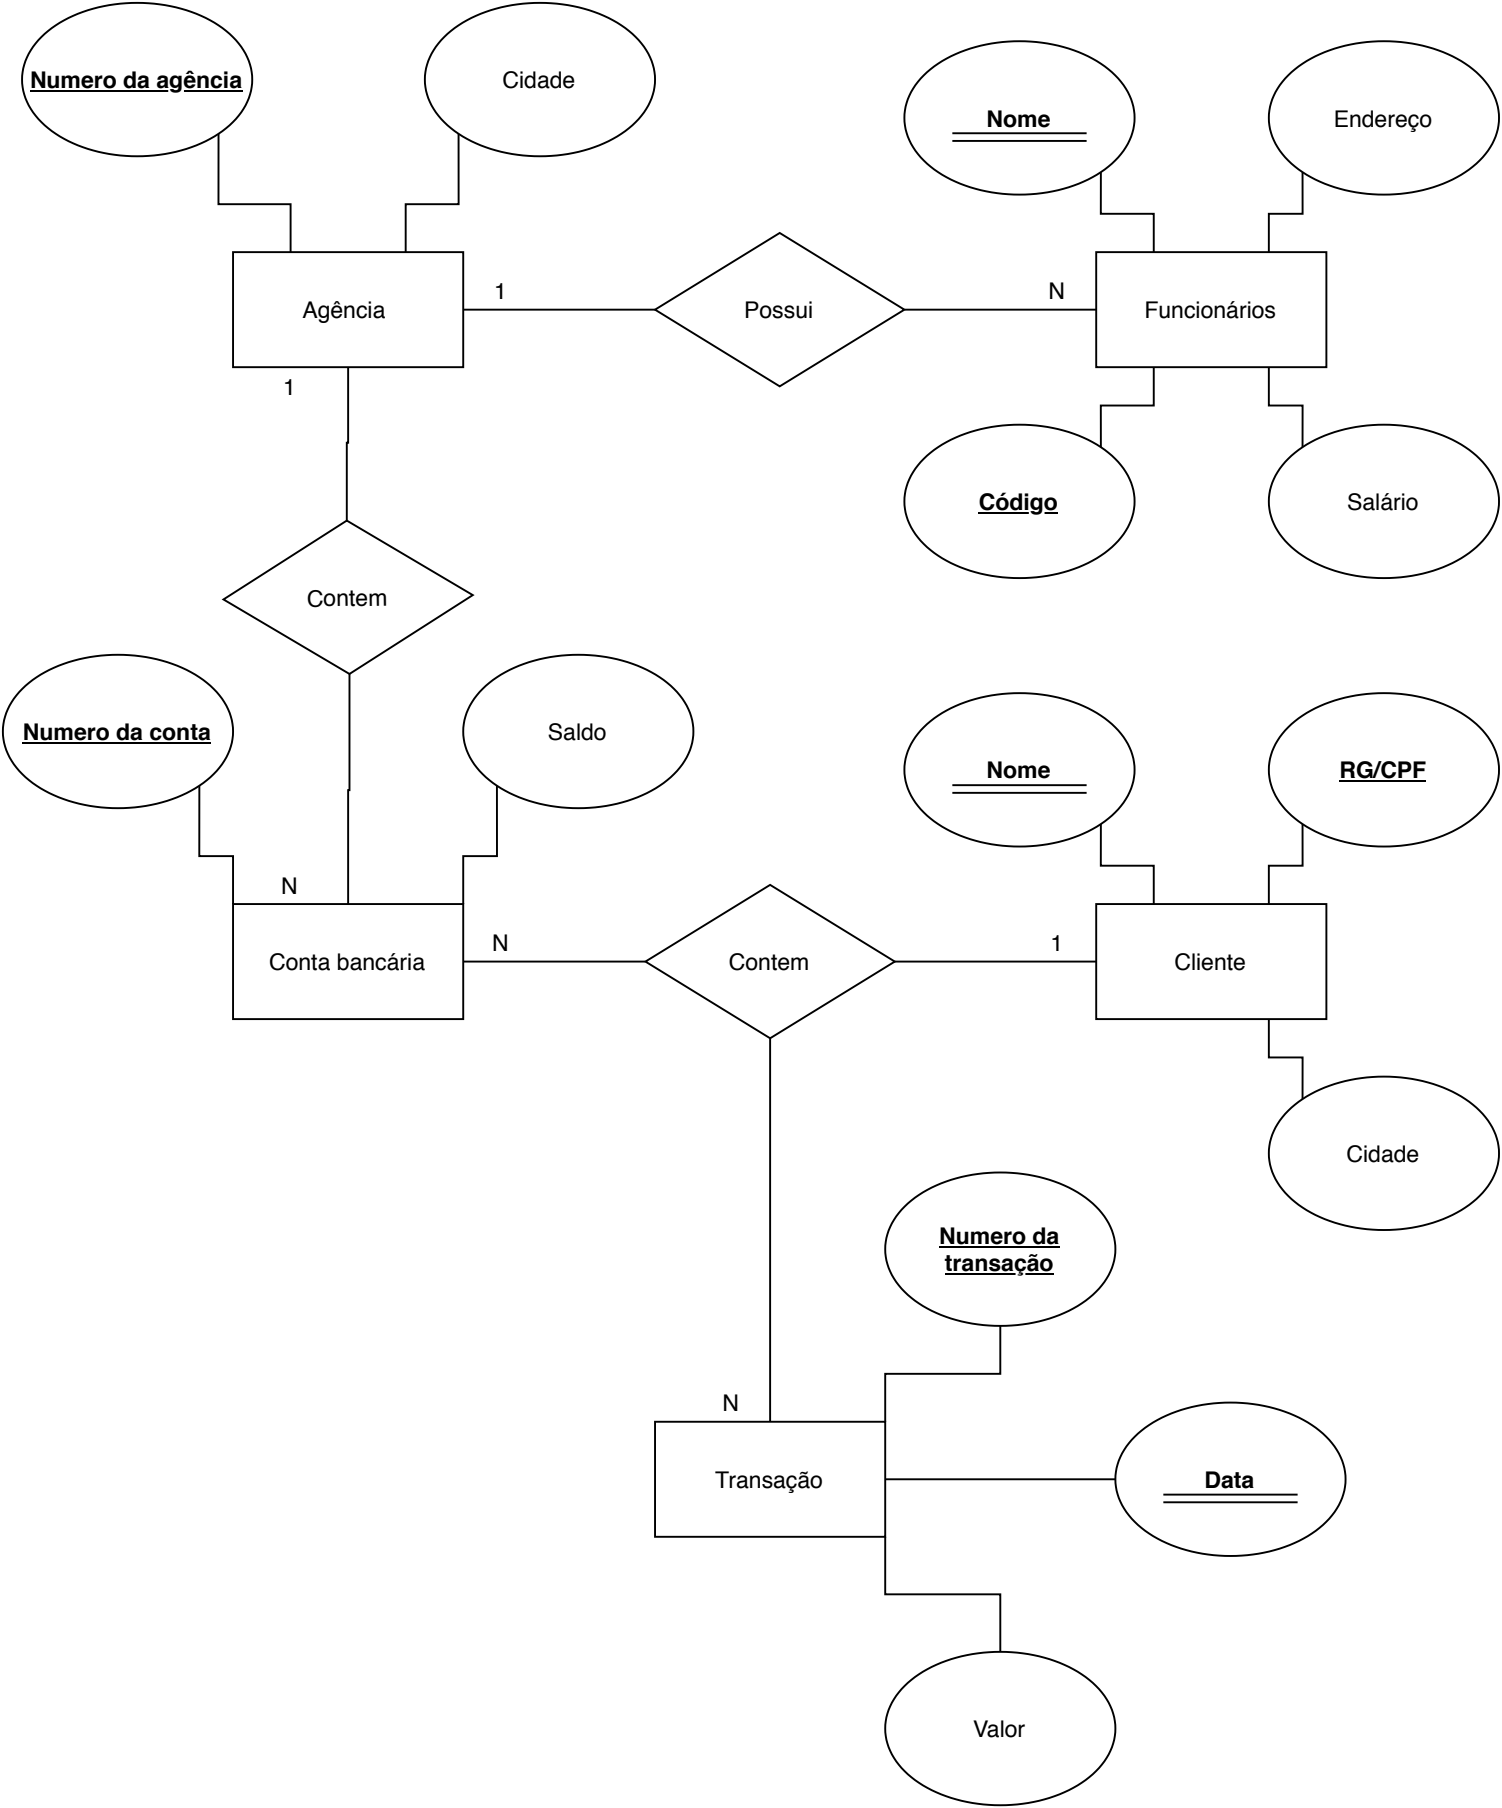 Numero da agência
Cidade
Nome
Endereço
1
N
Agência
Possui
Funcionários
1
Código
Salário
Contem
Numero da conta
Saldo
Nome
RG/CPF
N
N
1
Conta bancária
Contem
Cliente
Cidade
Numero da
transação
N
Transação
Data
Valor